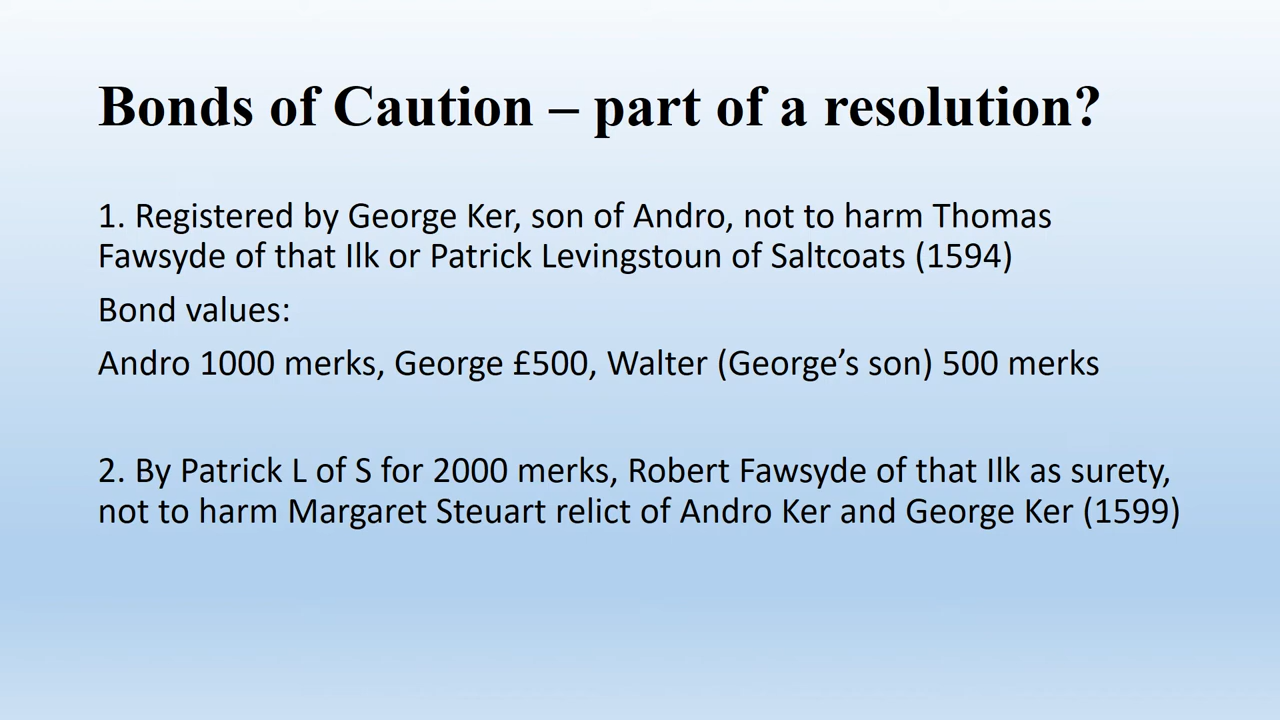 Bonds of Caution – part of a resolution?
1. Registered by George Ker, son of Andro, not to harm Thomas
Fawsyde of that Ilk or Patrick Levingstoun of Saltcoats (1594)
Bond values:
Andro 1000 merks, George £500, Walter (George’s son) 500 merks
2. By Patrick L of S for 2000 merks, Robert Fawsyde of that Ilk as surety,
not to harm Margaret Steuart relict of Andro Ker and George Ker (1599)